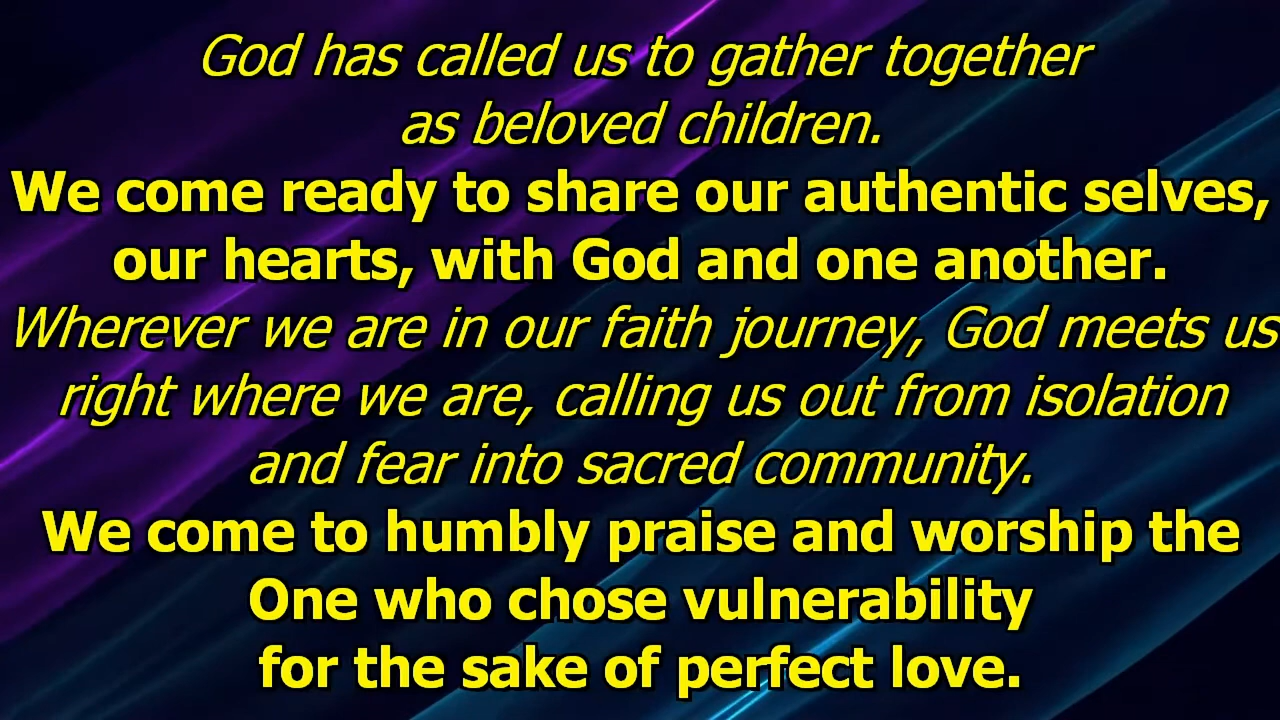 God has called us to gather together
as beloved children.
We come ready to share our authentic selves,
our hearts, with God and one another.
Wherever we are in our faith journey, God meets us
right where we are, calling us out from isolation
and fear into sacred community.
We come to humbly praise and worship the
One who chose vulnerability
for the sake of perfect love.